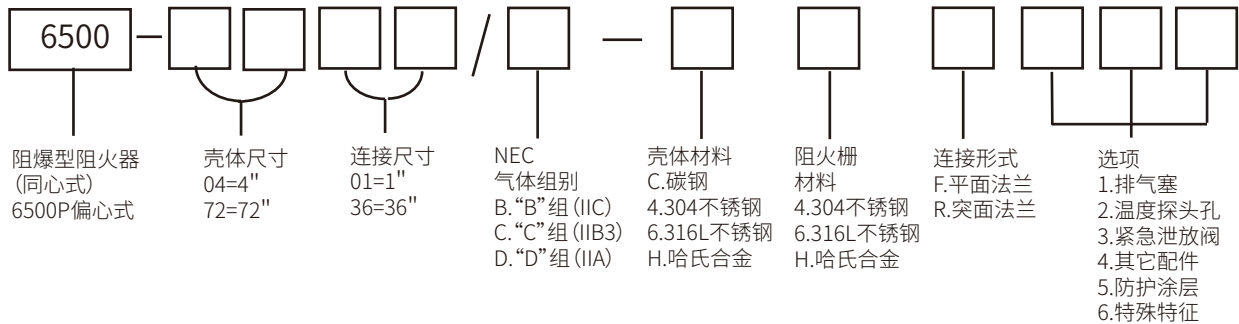 6500
阻爆型阻火器
(同心式)
6500P偏心式
壳体尺寸
04=4"
72=72"
连接尺寸
01=1"
36=36"
NEC
气体组别
B.“B”组(IIC)
C.“C”组(IIB3)
D.“D”组(IIA)
壳体材料
C.碳钢
4.304不锈钢
6.316L不锈钢
H.哈氏合金
阻火栅
材料
4.304不锈钢
6.316L不锈钢
H.哈氏合金
连接形式
F.平面法兰
R.突面法兰
选项
1.排气塞
2.温度探头孔
3.紧急泄放阀
4.其它配件
5.防护涂层
6.特殊特征